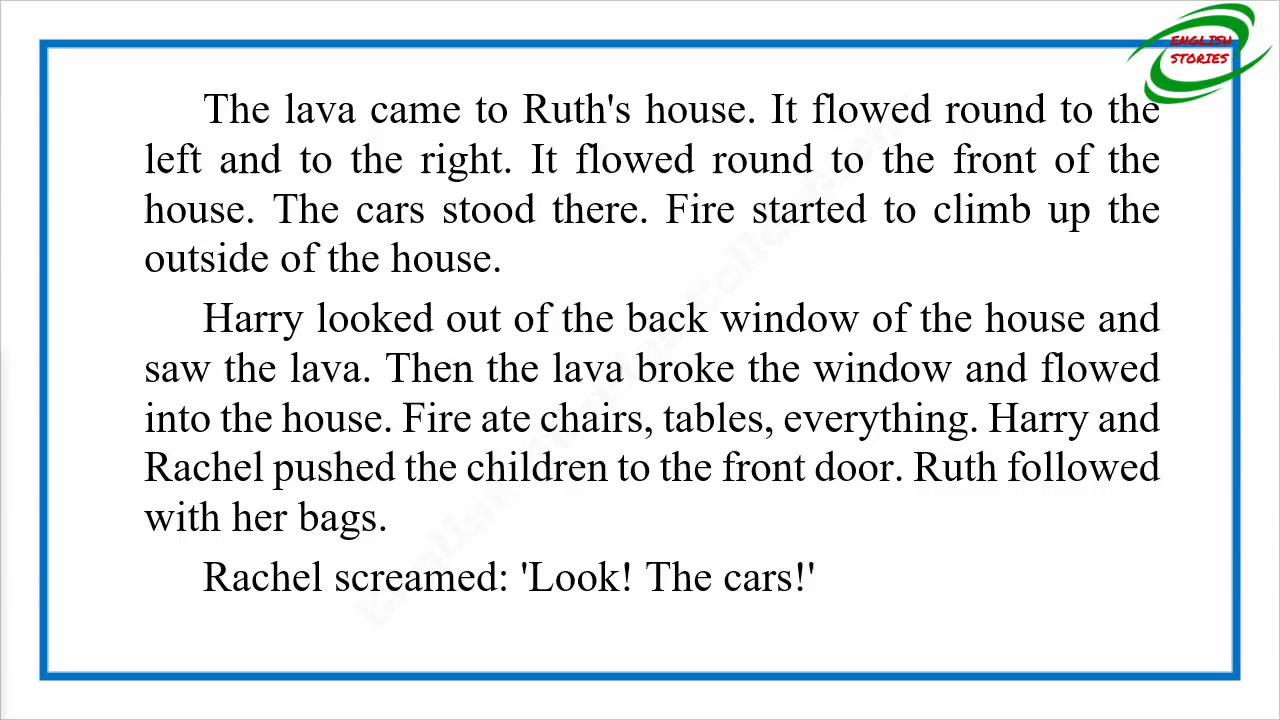 ENGLISH
STORIES
The lava came to Ruth's house. It flowed round to the
left and to the right. It flowed round to the front of the
house. The cars stood there. Fire started to climb up the
outside of the house.
Harry looked out of the back window of the house and
saw the lava. Then the lava broke the window and flowed
into the house. Fire ate chairs, tables, everything. Harry and
Rachel pushed the children to the front door. Ruth followed
with her bags.
Rachel screamed: 'Look! The cars!'